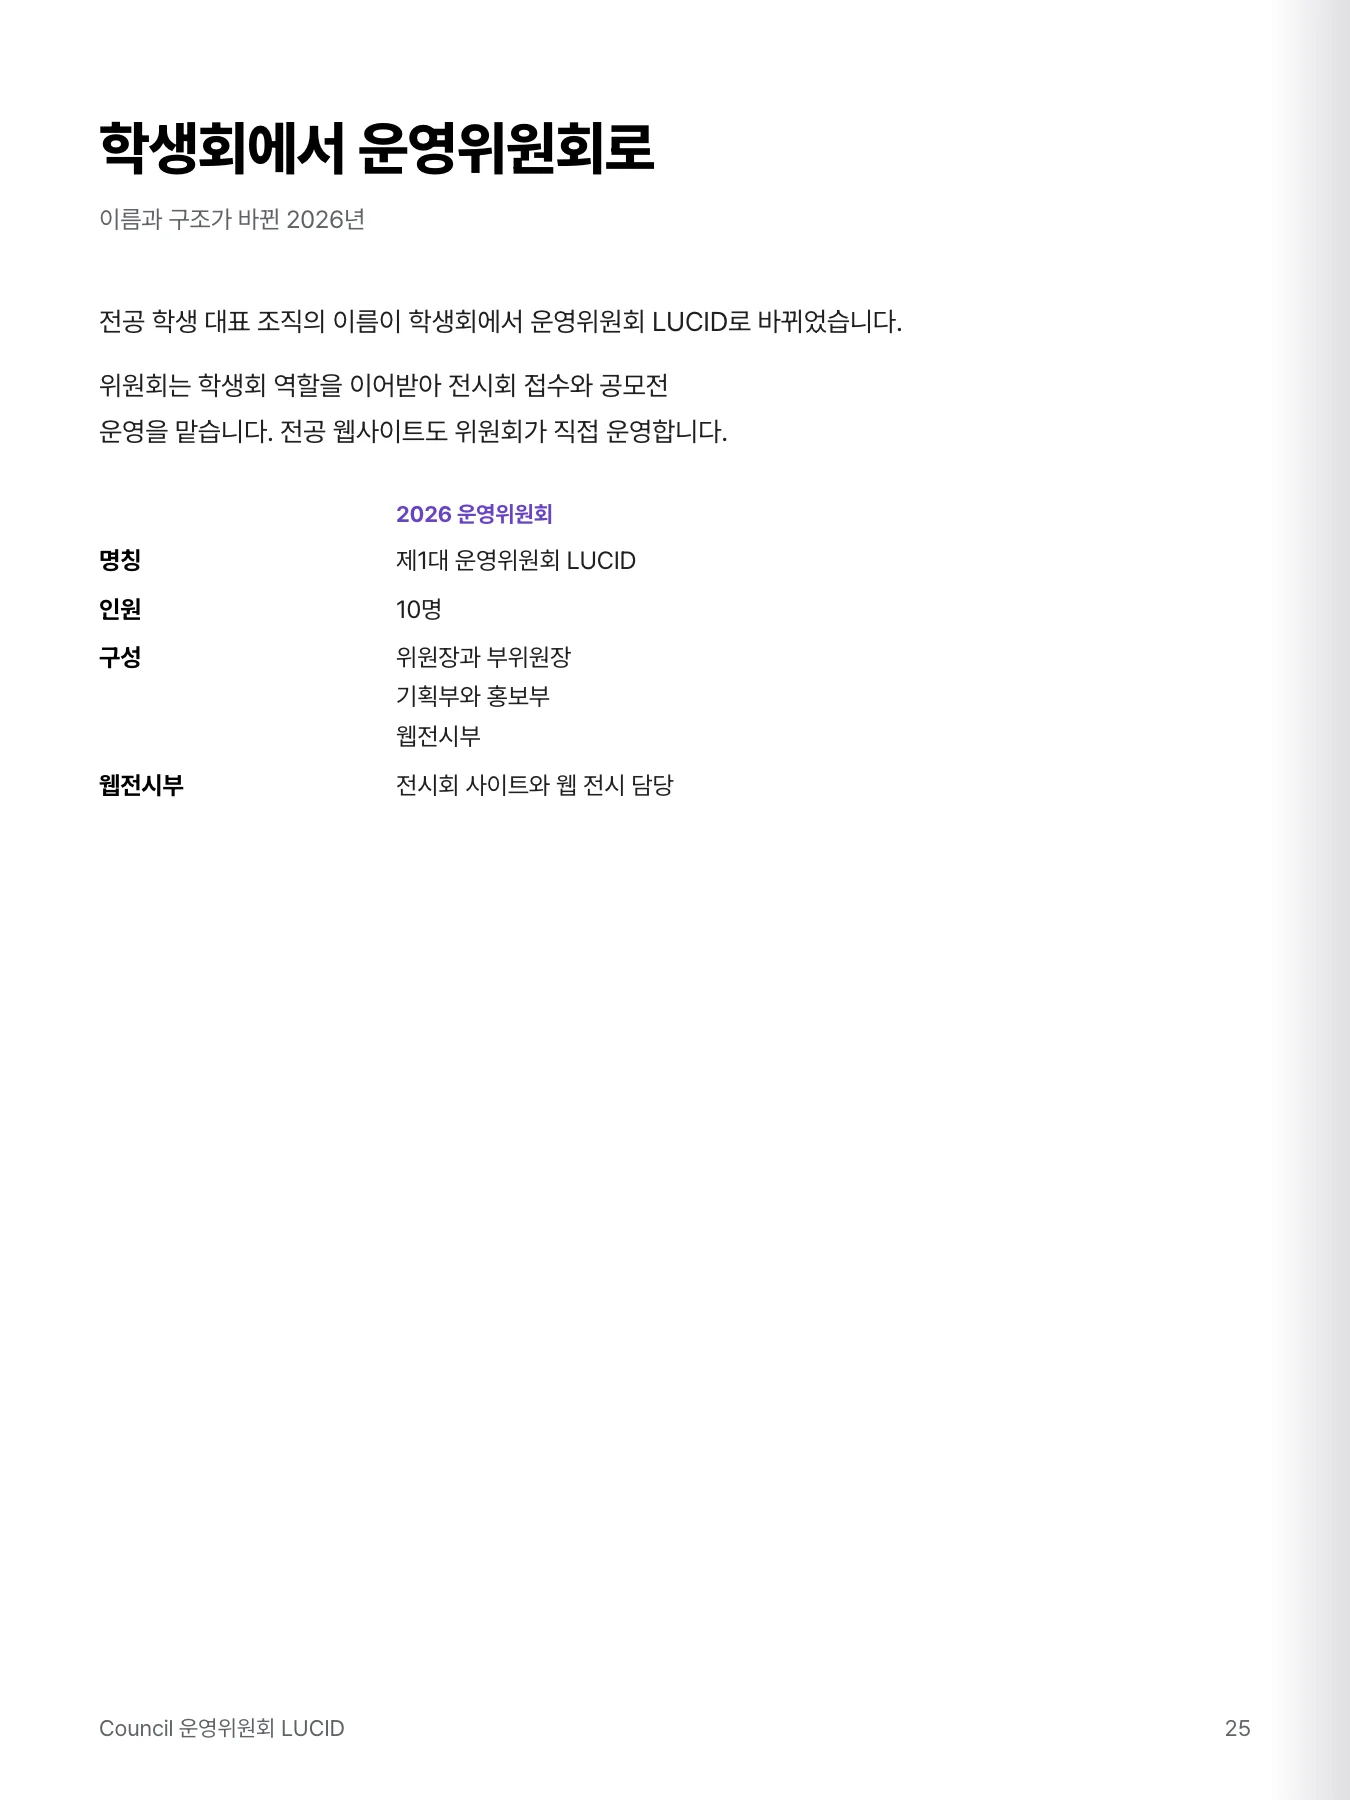 학생회에서 운영위원회로
이름과 구조가 바뀐 2026년
전공 학생 대표 조직의 이름이 학생회에서 운영위원회 LUCID로 바뀌었습니다.
위원회는 학생회 역할을 이어받아 전시회 접수와 공모전
운영을 맡습니다. 전공 웹사이트도 위원회가 직접 운영합니다.
2026 운영위원회
명칭 제1대 운영위원회 LUCID
인원 10명
구성 위원장과 부위원장
기획부와 홍보부
웹전시부
웹전시부 전시회 사이트와 웹 전시 담당
Council 운영위원회 LUCID 25